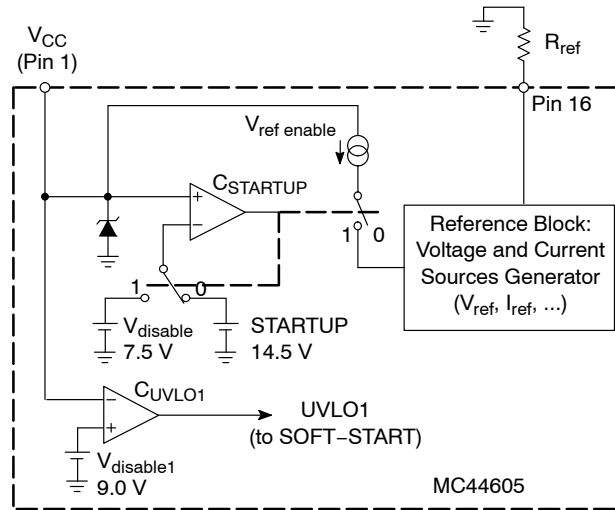 V_CC
(Pin 1)
R_ref
Pin 16
V_ref enable
C_STARTUP
+
−
1 0
Reference Block:
Voltage and Current
Sources Generator
(V_ref, I_ref, ...)
1 0
V_disable
7.5 V
STARTUP
14.5 V
C_UVLO1
−
+
UVLO1
(to SOFT−START)
V_disable1
9.0 V
MC44605